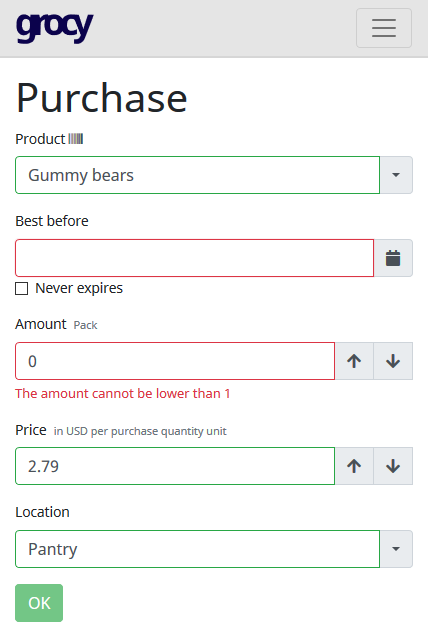 grocy
Purchase
Product
Gummy bears
Best before
Never expires
Amount Pack
0
The amount cannot be lower than 1
Price in USD per purchase quantity unit
2.79
Location
Pantry
OK